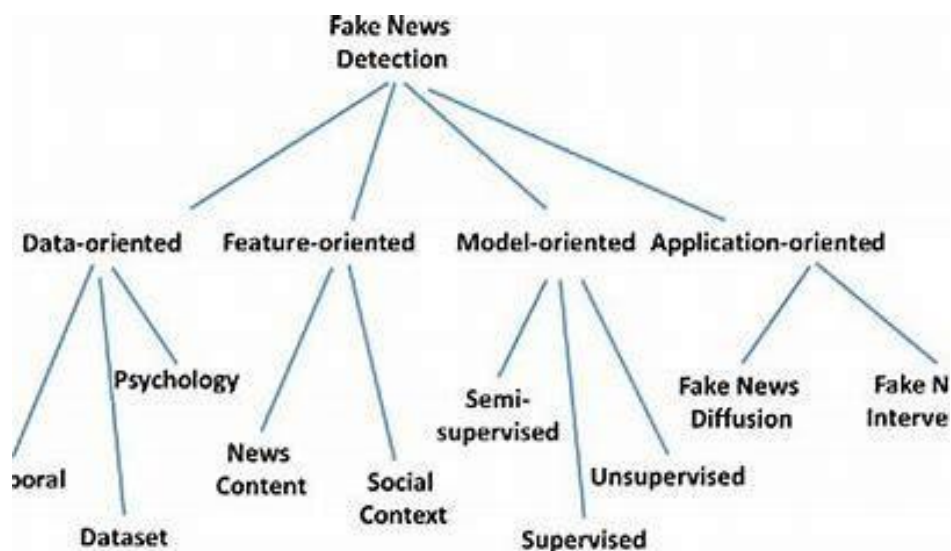 Fake News
Detection
Data-oriented
Feature-oriented
Model-oriented
Application-oriented
Psychology
Dataset
News
Content
Social
Context
Semi-
supervised
Supervised
Unsupervised
Fake News
Diffusion
Fake